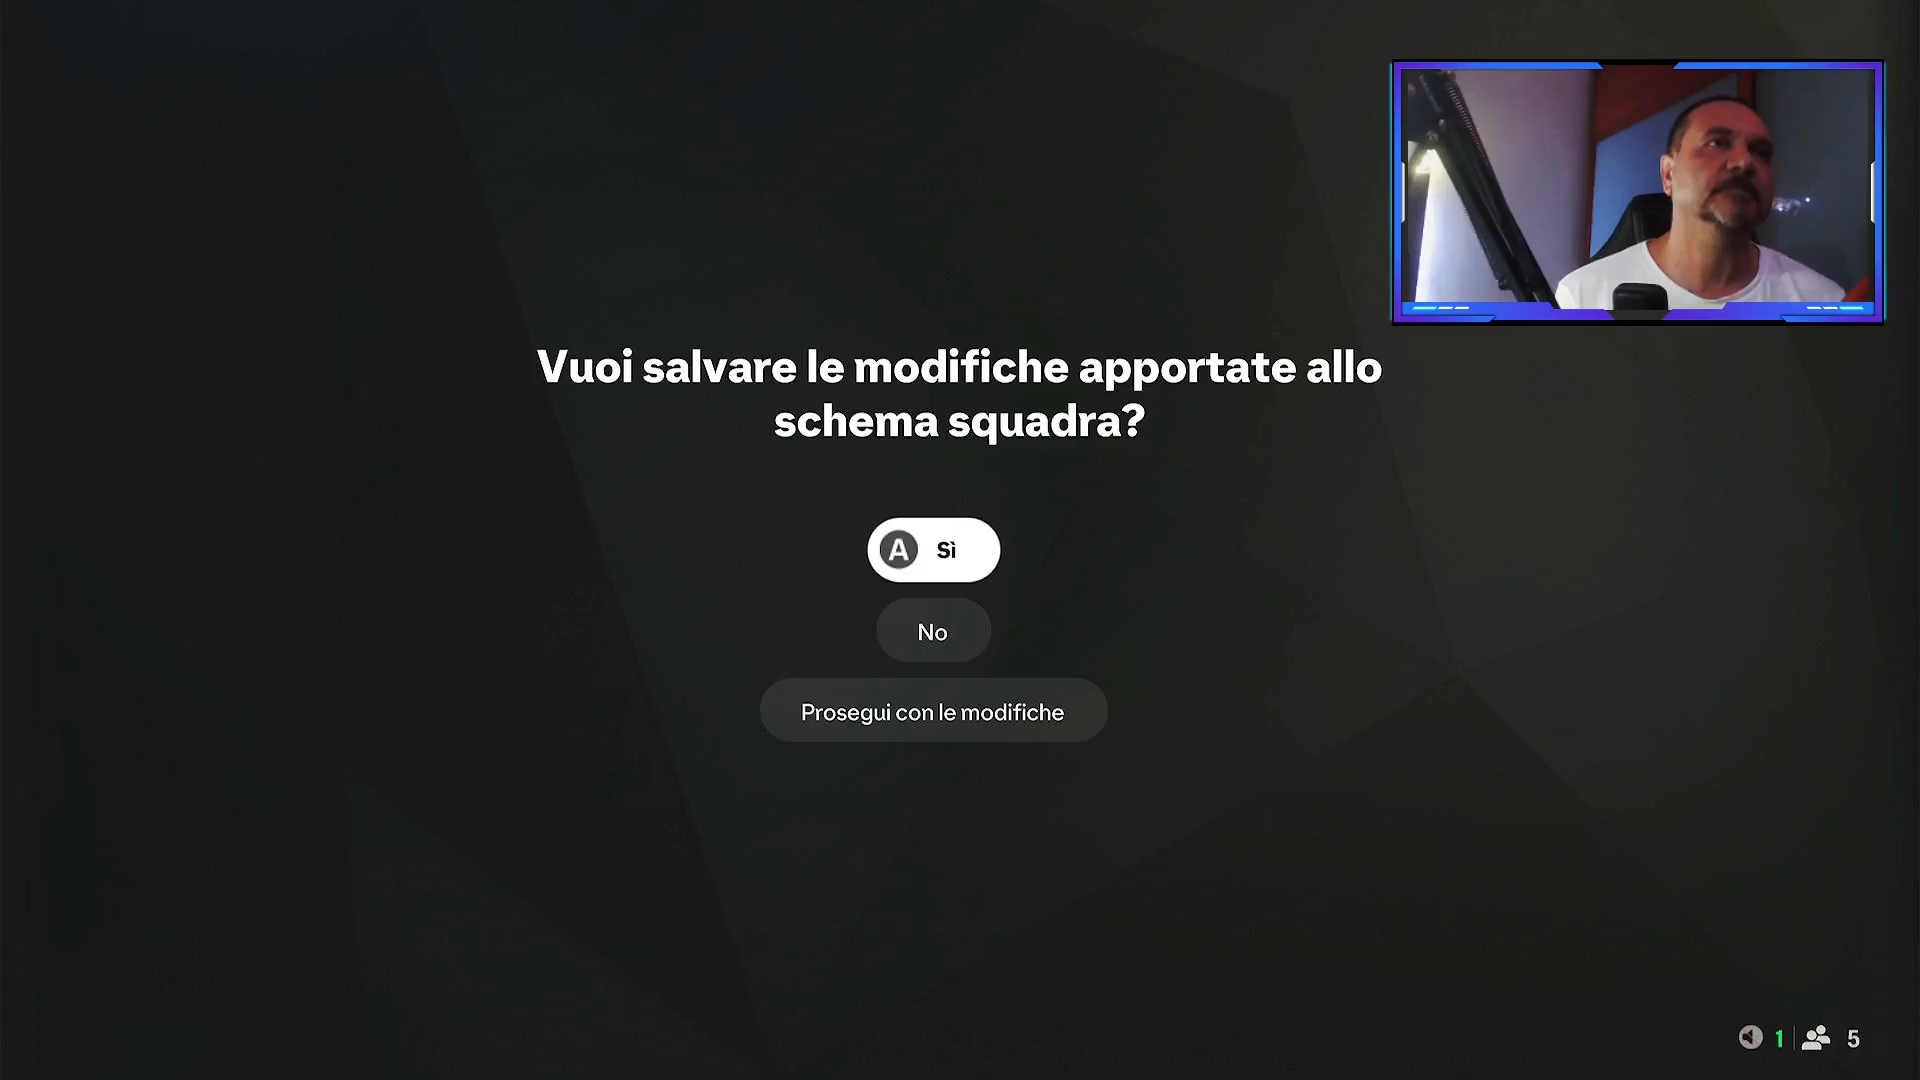 Vuoi salvare le modifiche apportate allo
schema squadra?
A Sì
No
Prosegui con le modifiche
1 5